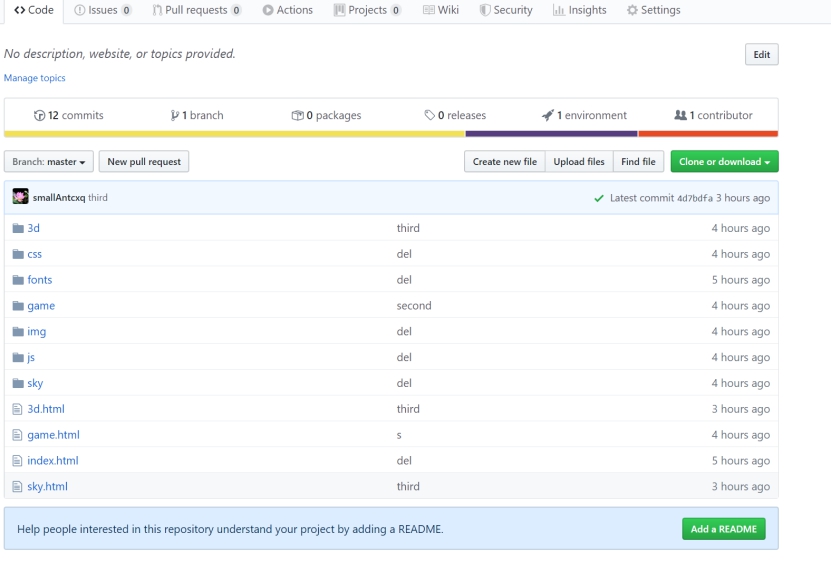 Code Issues 0 Pull requests 0 Actions Projects 0 Wiki Security Insights Settings
No description, website, or topics provided. Edit
Manage topics
12 commits 1 branch 0 packages 0 releases 1 environment 1 contributor
Branch: master New pull request Create new file Upload files Find file Clone or download
smallAntcxq third Latest commit 4d7bdfa 3 hours ago
3d third 4 hours ago
css del 4 hours ago
fonts del 5 hours ago
game second 4 hours ago
img del 4 hours ago
js del 4 hours ago
sky del 4 hours ago
3d.html third 3 hours ago
game.html s 4 hours ago
index.html del 5 hours ago
sky.html third 3 hours ago
Help people interested in this repository understand your project by adding a README. Add a README